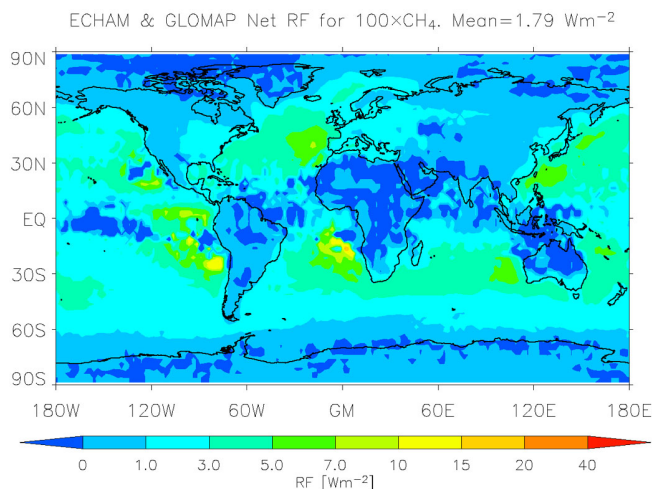 ECHAM & GLOMAP Net RF for 100×CH₄. Mean=1.79 Wm⁻²
90N
60N
30N
EQ
30S
60S
90S
180W 120W 60W GM 60E 120E 180E
0 1.0 3.0 5.0 7.0 10 15 20 40
RF [Wm⁻²]